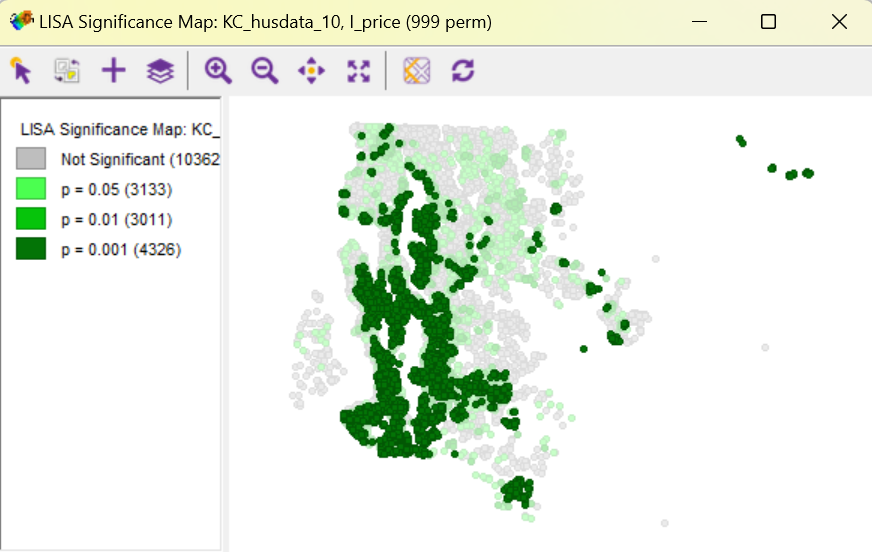 LISA Significance Map: KC_husdata_10, I_price (999 perm)
LISA Significance Map: KC_
Not Significant (10362
p = 0.05 (3133)
p = 0.01 (3011)
p = 0.001 (4326)